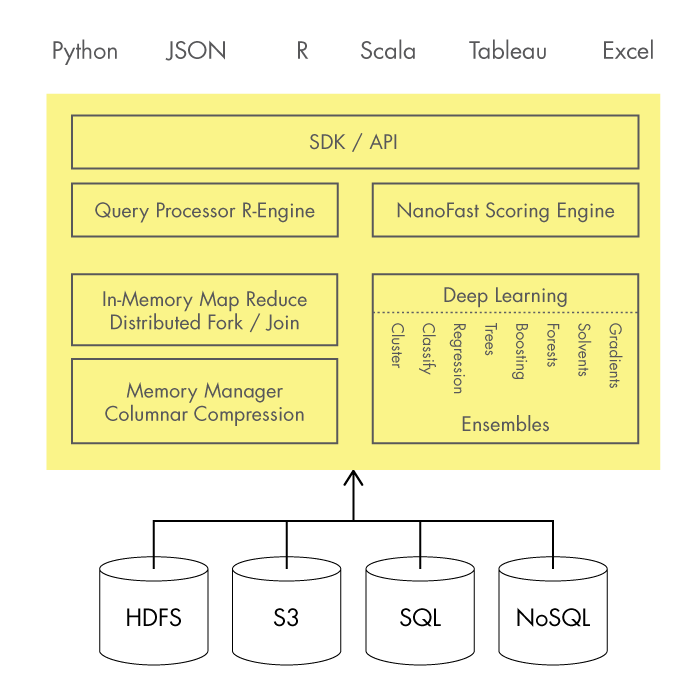 Python JSON R Scala Tableau Excel
SDK / API
Query Processor R-Engine
NanoFast Scoring Engine
In-Memory Map Reduce
Distributed Fork / Join
Memory Manager
Columnar Compression
Deep Learning
Cluster
Classify
Regression
Trees
Boosting
Forests
Solvents
Gradients
Ensembles
HDFS S3 SQL NoSQL